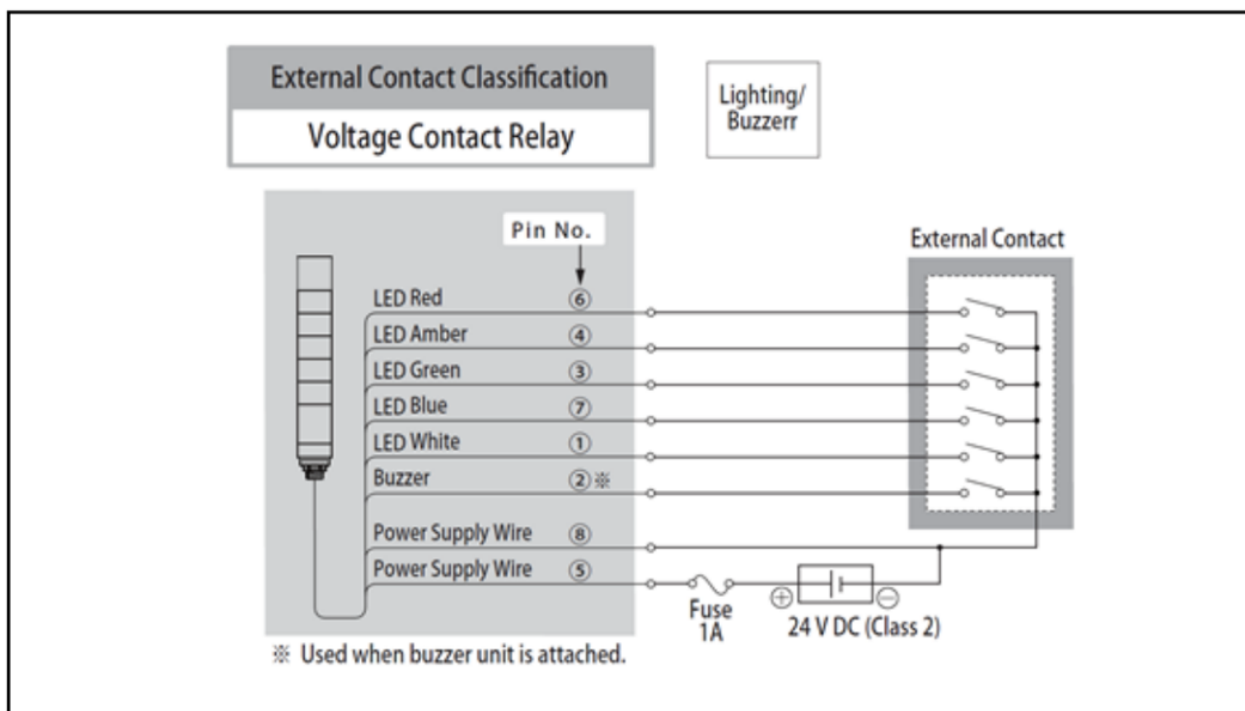 External Contact Classification
Voltage Contact Relay
Lighting/
Buzzerr
Pin No.
External Contact
LED Red ⑥
LED Amber ④
LED Green ③
LED Blue ⑦
LED White ①
Buzzer ②※
Power Supply Wire ⑧
Power Supply Wire ⑤
Fuse
1A
⊕ ⊖
24 V DC (Class 2)
※ Used when buzzer unit is attached.